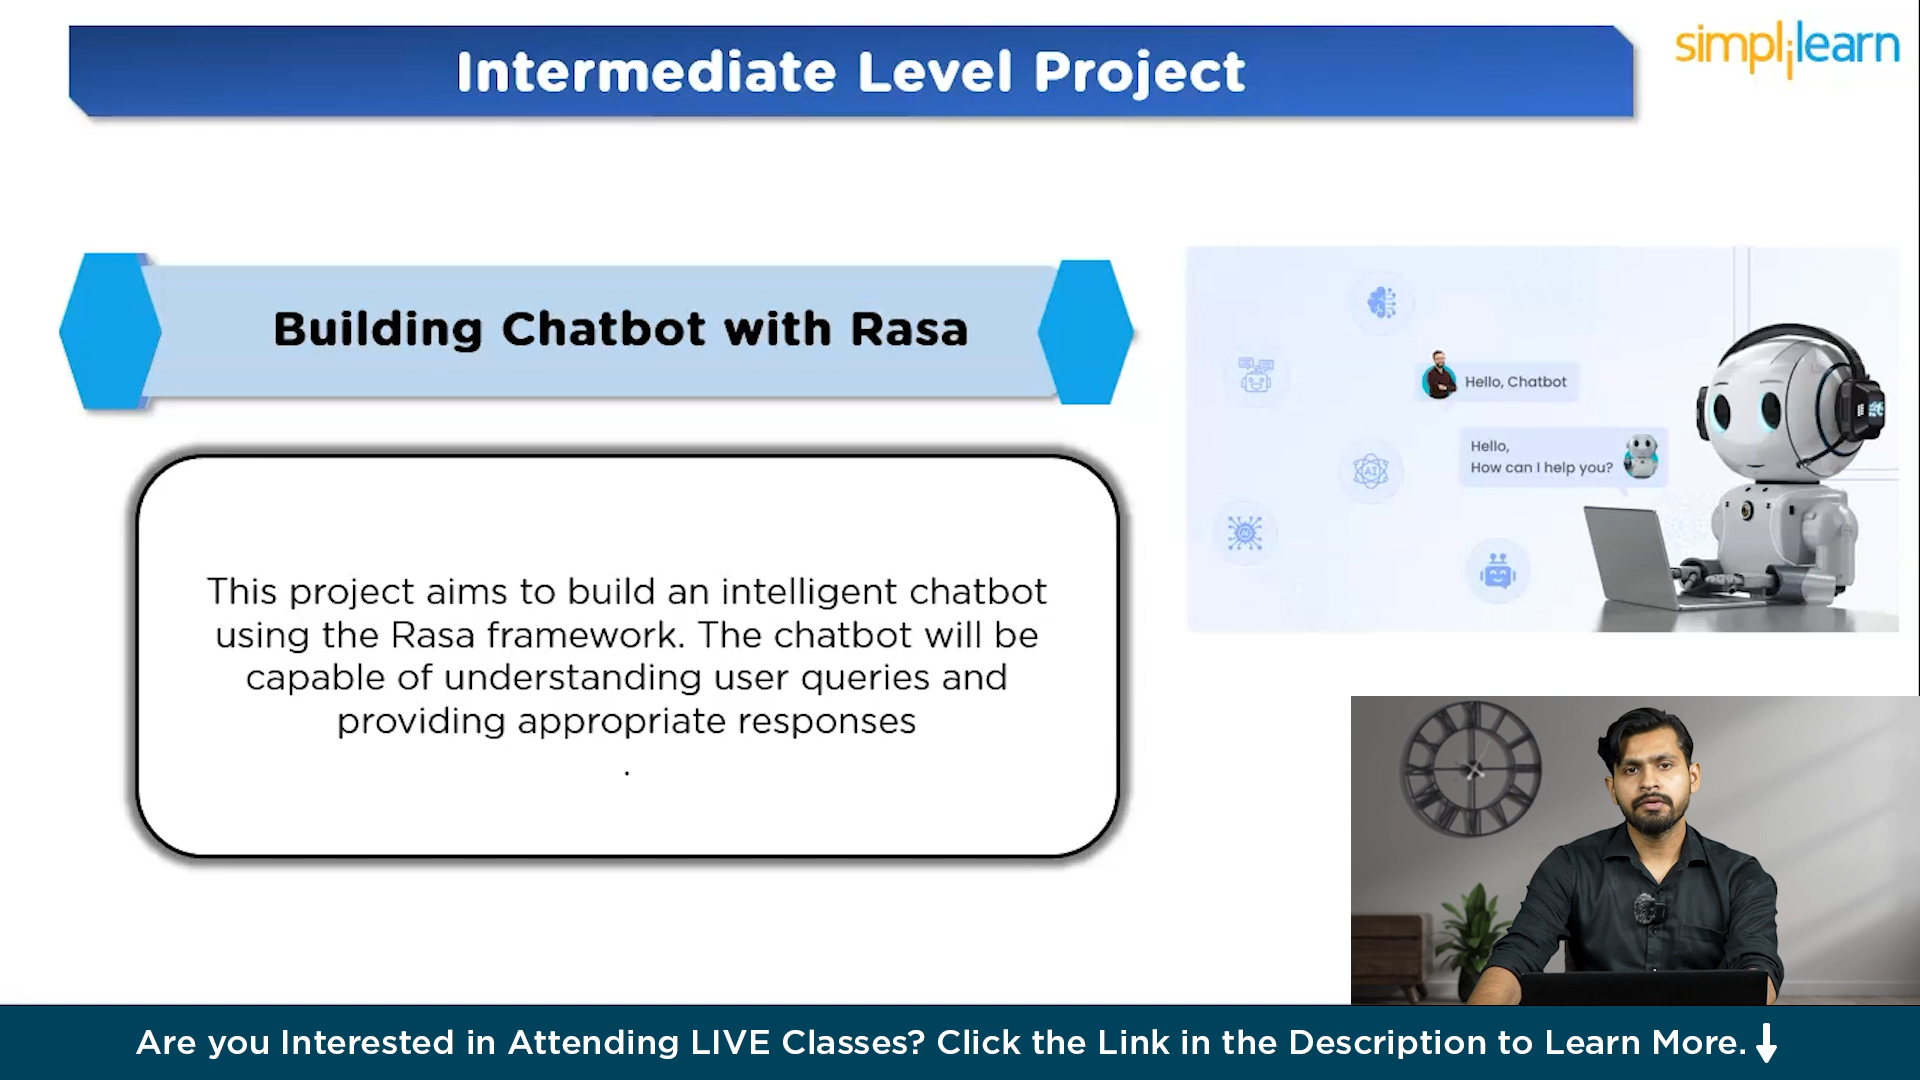 Intermediate Level Project
simplilearn
Building Chatbot with Rasa
Hello, Chatbot
Hello,
How can I help you?
This project aims to build an intelligent chatbot
using the Rasa framework. The chatbot will be
capable of understanding user queries and
providing appropriate responses
.
Are you Interested in Attending LIVE Classes? Click the Link in the Description to Learn More.